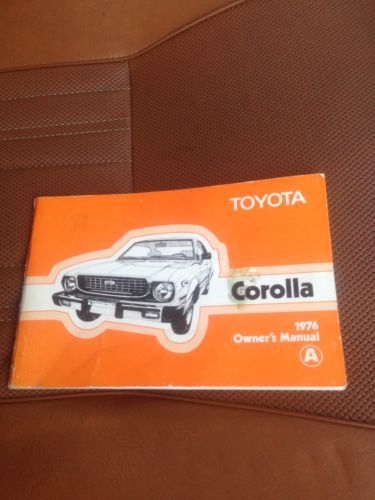 TOYOTA
Corolla
1976
Owner's Manual
A